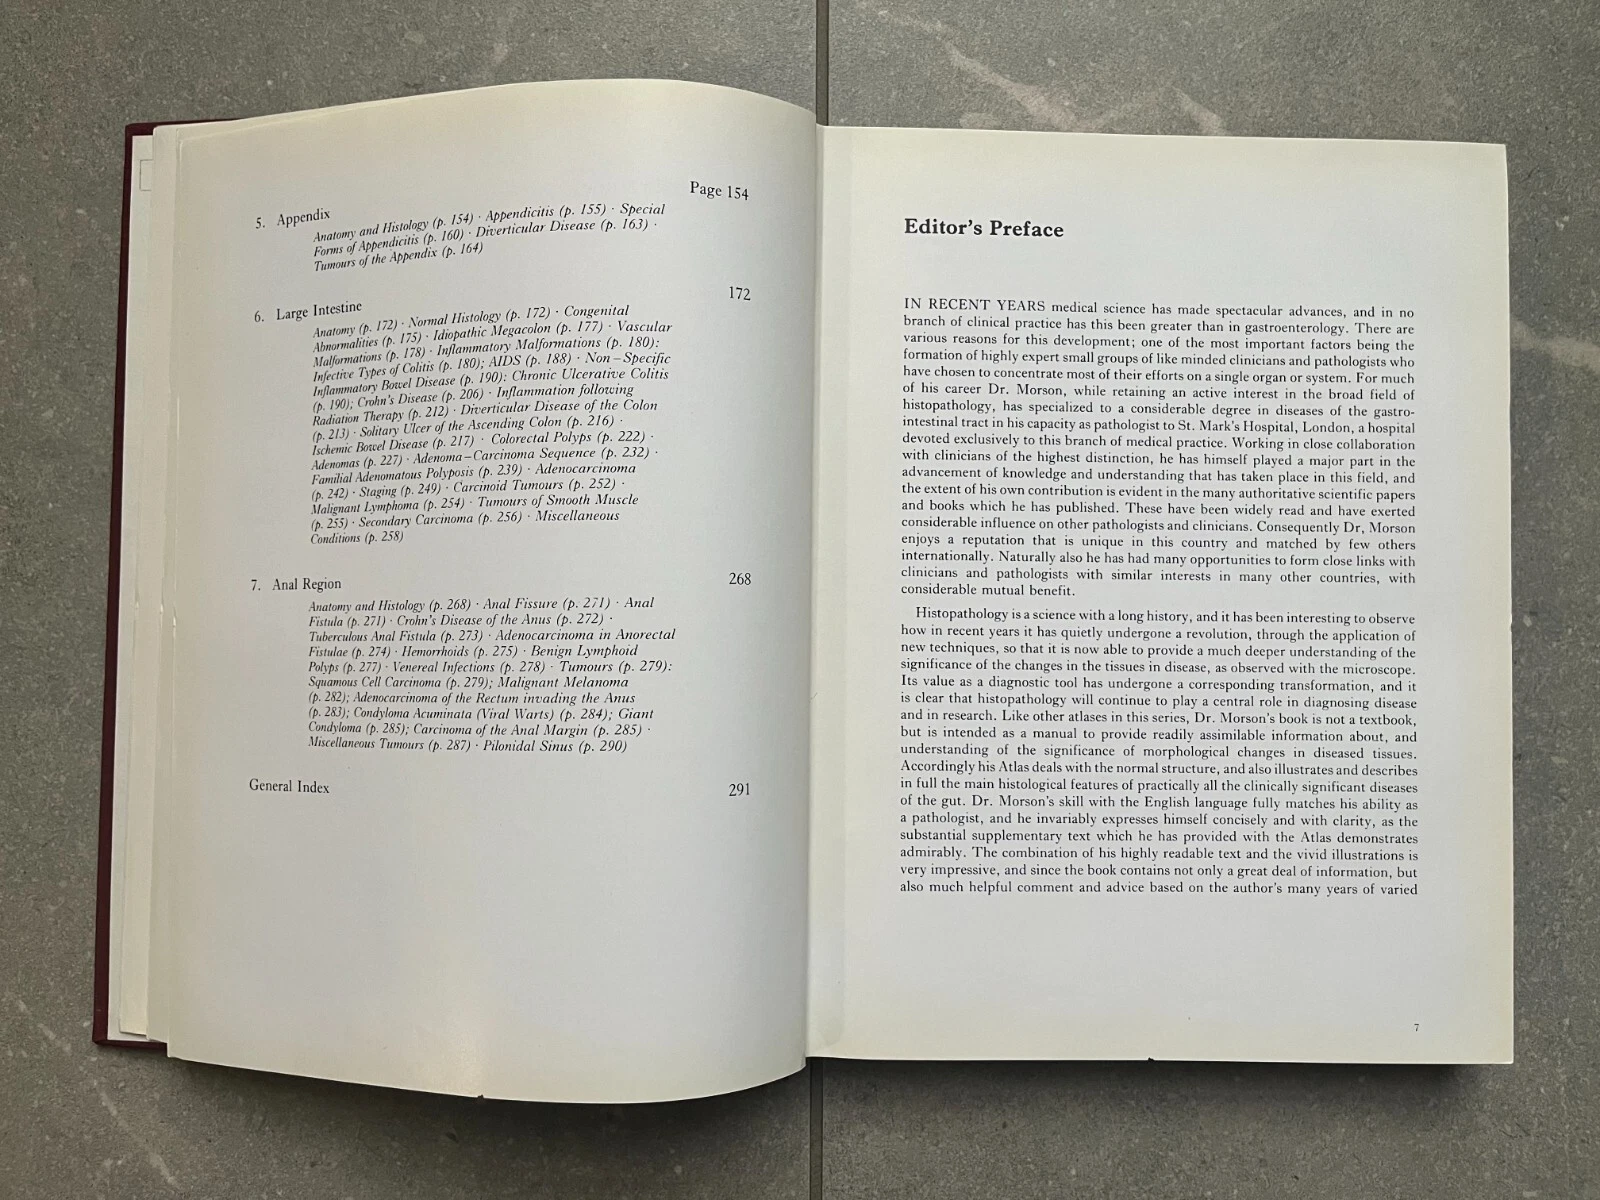 Page 154
5. Appendix
Anatomy and Histology (p. 154) · Appendicitis (p. 155) · Special
Forms of Appendicitis (p. 160) · Diverticular Disease (p. 163) ·
Tumours of the Appendix (p. 164)
6. Large Intestine 172
Anatomy (p. 172) · Normal Histology (p. 172) · Congenital
Abnormalities (p. 175) · Idiopathic Megacolon (p. 177) · Vascular
Malformations (p. 178) · Inflammatory Malformations (p. 180):
Infective Types of Colitis (p. 180); AIDS (p. 188) · Non–Specific
Inflammatory Bowel Disease (p. 190): Chronic Ulcerative Colitis
(p. 190); Crohn's Disease (p. 206) · Inflammation following
Radiation Therapy (p. 212) · Diverticular Disease of the Colon
(p. 213) · Solitary Ulcer of the Ascending Colon (p. 216) ·
Ischemic Bowel Disease (p. 217) · Colorectal Polyps (p. 222) ·
Adenomas (p. 227) · Adenoma–Carcinoma Sequence (p. 232) ·
Familial Adenomatous Polyposis (p. 239) · Adenocarcinoma
(p. 242) · Staging (p. 249) · Carcinoid Tumours (p. 252) ·
Malignant Lymphoma (p. 254) · Tumours of Smooth Muscle
(p. 255) · Secondary Carcinoma (p. 256) · Miscellaneous
Conditions (p. 258)
7. Anal Region 268
Anatomy and Histology (p. 268) · Anal Fissure (p. 271) · Anal
Fistula (p. 271) · Crohn's Disease of the Anus (p. 272) ·
Tuberculous Anal Fistula (p. 273) · Adenocarcinoma in Anorectal
Fistulae (p. 274) · Hemorrhoids (p. 275) · Benign Lymphoid
Polyps (p. 277) · Venereal Infections (p. 278) · Tumours (p. 279):
Squamous Cell Carcinoma (p. 279); Malignant Melanoma
(p. 282); Adenocarcinoma of the Rectum invading the Anus
(p. 283); Condyloma Acuminata (Viral Warts) (p. 284); Giant
Condyloma (p. 285); Carcinoma of the Anal Margin (p. 285) ·
Miscellaneous Tumours (p. 287) · Pilonidal Sinus (p. 290)
General Index 291
Editor's Preface
IN RECENT YEARS medical science has made spectacular advances, and in no
branch of clinical practice has this been greater than in gastroenterology. There are
various reasons for this development; one of the most important factors being the
formation of highly expert small groups of like minded clinicians and pathologists who
have chosen to concentrate most of their efforts on a single organ or system. For much
of his career Dr. Morson, while retaining an active interest in the broad field of
histopathology, has specialized to a considerable degree in diseases of the gastro-
intestinal tract in his capacity as pathologist to St. Mark's Hospital, London, a hospital
devoted exclusively to this branch of medical practice. Working in close collaboration
with clinicians of the highest distinction, he has himself played a major part in the
advancement of knowledge and understanding that has taken place in this field, and
the extent of his own contribution is evident in the many authoritative scientific papers
and books which he has published. These have been widely read and have exerted
considerable influence on other pathologists and clinicians. Consequently Dr, Morson
enjoys a reputation that is unique in this country and matched by few others
internationally. Naturally also he has had many opportunities to form close links with
clinicians and pathologists with similar interests in many other countries, with
considerable mutual benefit.
Histopathology is a science with a long history, and it has been interesting to observe
how in recent years it has quietly undergone a revolution, through the application of
new techniques, so that it is now able to provide a much deeper understanding of the
significance of the changes in the tissues in disease, as observed with the microscope.
Its value as a diagnostic tool has undergone a corresponding transformation, and it
is clear that histopathology will continue to play a central role in diagnosing disease
and in research. Like other atlases in this series, Dr. Morson's book is not a textbook,
but is intended as a manual to provide readily assimilable information about, and
understanding of the significance of morphological changes in diseased tissues.
Accordingly his Atlas deals with the normal structure, and also illustrates and describes
in full the main histological features of practically all the clinically significant diseases
of the gut. Dr. Morson's skill with the English language fully matches his ability as
a pathologist, and he invariably expresses himself concisely and with clarity, as the
substantial supplementary text which he has provided with the Atlas demonstrates
admirably. The combination of his highly readable text and the vivid illustrations is
very impressive, and since the book contains not only a great deal of information, but
also much helpful comment and advice based on the author's many years of varied
7